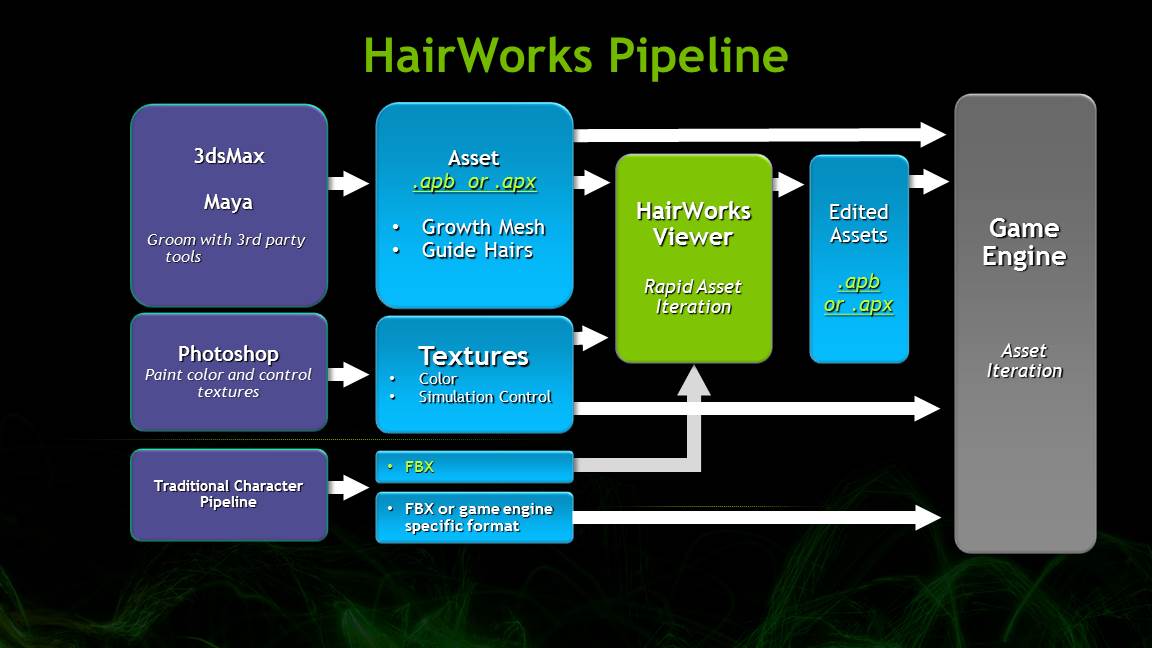 HairWorks Pipeline
3dsMax
Maya
Groom with 3rd party
tools
Asset
.apb or .apx
• Growth Mesh
• Guide Hairs
HairWorks
Viewer
Rapid Asset
Iteration
Edited
Assets
.apb
or .apx
Game
Engine
Asset
Iteration
Photoshop
Paint color and control
textures
Textures
• Color
• Simulation Control
Traditional Character
Pipeline
• FBX
• FBX or game engine
specific format